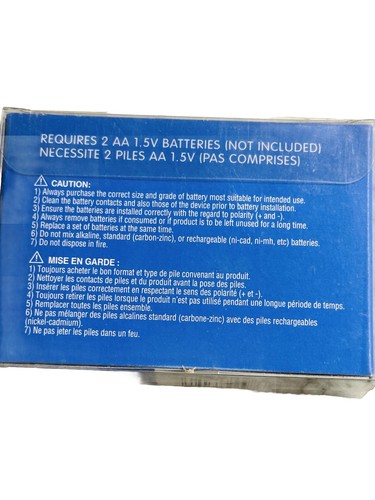 REQUIRES 2 AA 1.5V BATTERIES (NOT INCLUDED)
NÉCESSITE 2 PILES AA 1.5V (PAS COMPRISES)
CAUTION:
1) Always purchase the correct size and grade of battery most suitable for intended use.
2) Clean the battery contacts and also those of the device prior to battery installation.
3) Ensure the batteries are installed correctly with the regard to polarity (+ and -).
4) Always remove batteries if consumed or if product is to be left unused for a long time.
5) Replace a set of batteries at the same time.
6) Do not mix alkaline, standard (carbon-zinc), or rechargeable (ni-cad, ni-mh, etc) batteries.
7) Do not dispose in fire.
MISE EN GARDE :
1) Toujours acheter le bon format et type de pile convenant au produit.
2) Nettoyer les contacts de piles et du produit avant la pose des piles.
3) Insérer les piles correctement en respectant le sens des polarité (+ et -).
4) Toujours retirer les piles lorsque le produit n'est pas utilisé pendant une longue période de temps.
5) Remplacer toutes les piles ensemble.
6) Ne pas mélanger des piles alcalines standard (carbone-zinc) avec des piles rechargeables
(nickel-cadmium).
7) Ne pas jeter les piles dans un feu.